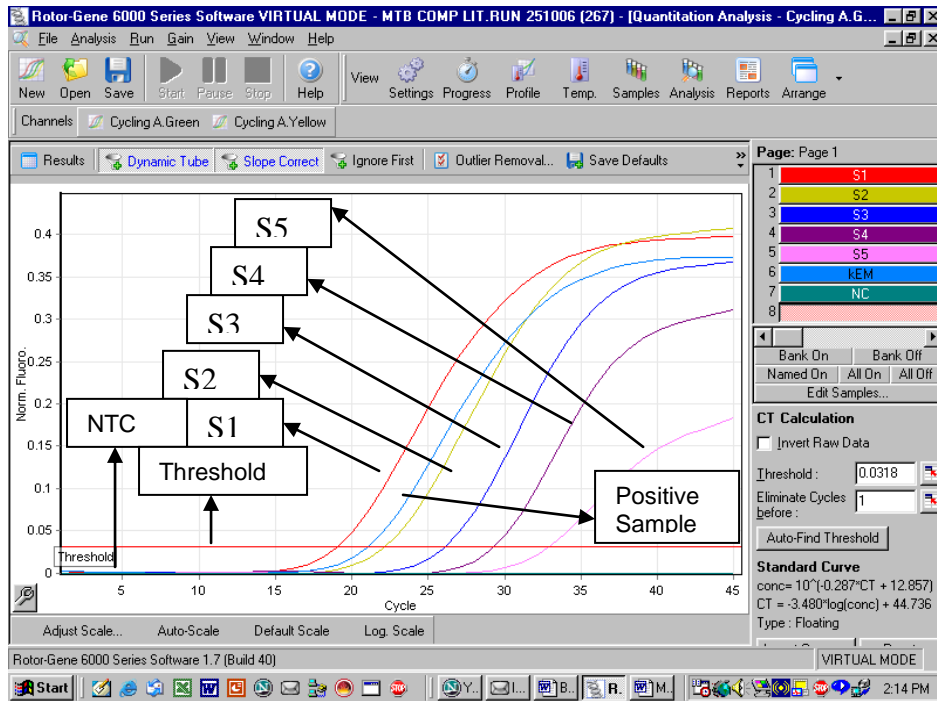 Rotor-Gene 6000 Series Software VIRTUAL MODE - MTB COMP LIT.RUN 251006 (267) - [Quantitation Analysis - Cycling A.G...
File Analysis Run Gain View Window Help
New Open Save Start Pause Stop Help View Settings Progress Profile Temp. Samples Analysis Reports Arrange
Channels Cycling A.Green Cycling A.Yellow
Results Dynamic Tube Slope Correct Ignore First Outlier Removal... Save Defaults »
Page: Page 1
1 S1
2 S2
3 S3
4 S4
5 S5
6 kEM
7 NC
8
Bank On Bank Off
Named On All On All Off
Edit Samples...
CT Calculation
Invert Raw Data
Threshold : 0.0318
Eliminate Cycles before : 1
Auto-Find Threshold
Standard Curve
conc= 10^(-0.287*CT + 12.857)
CT = -3.480*log(conc) + 44.736
Type : Floating
Norm. Fluoro.
0.4
0.35
0.3
0.25
0.2
0.15
0.1
0.05
0
S5
S4
S3
S2
NTC
S1
Threshold
Positive
Sample
Threshold
5 10 15 20 25 30 35 40 45
Cycle
Adjust Scale... Auto-Scale Default Scale Log. Scale
Rotor-Gene 6000 Series Software 1.7 (Build 40) VIRTUAL MODE
Start Y... I... B... R. M... 2:14 PM